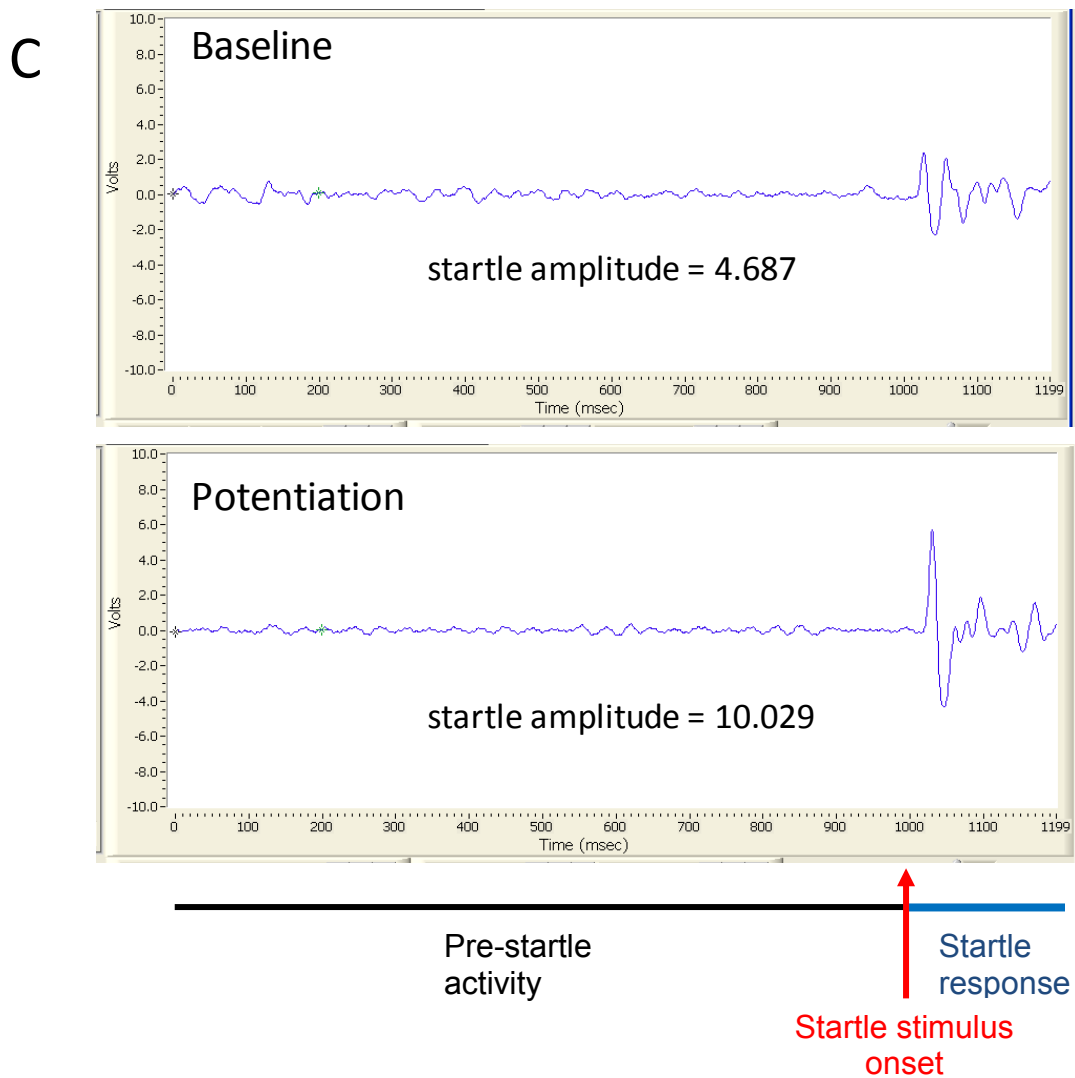 C
Baseline
10.0
8.0
6.0
4.0
2.0
0.0
-2.0
-4.0
-6.0
-8.0
-10.0
Volts
startle amplitude = 4.687
0 100 200 300 400 500 600 700 800 900 1000 1100 1199
Time (msec)
Potentiation
10.0
8.0
6.0
4.0
2.0
0.0
-2.0
-4.0
-6.0
-8.0
-10.0
Volts
startle amplitude = 10.029
0 100 200 300 400 500 600 700 800 900 1000 1100 1199
Time (msec)
Pre-startle
activity
Startle
response
Startle stimulus
onset